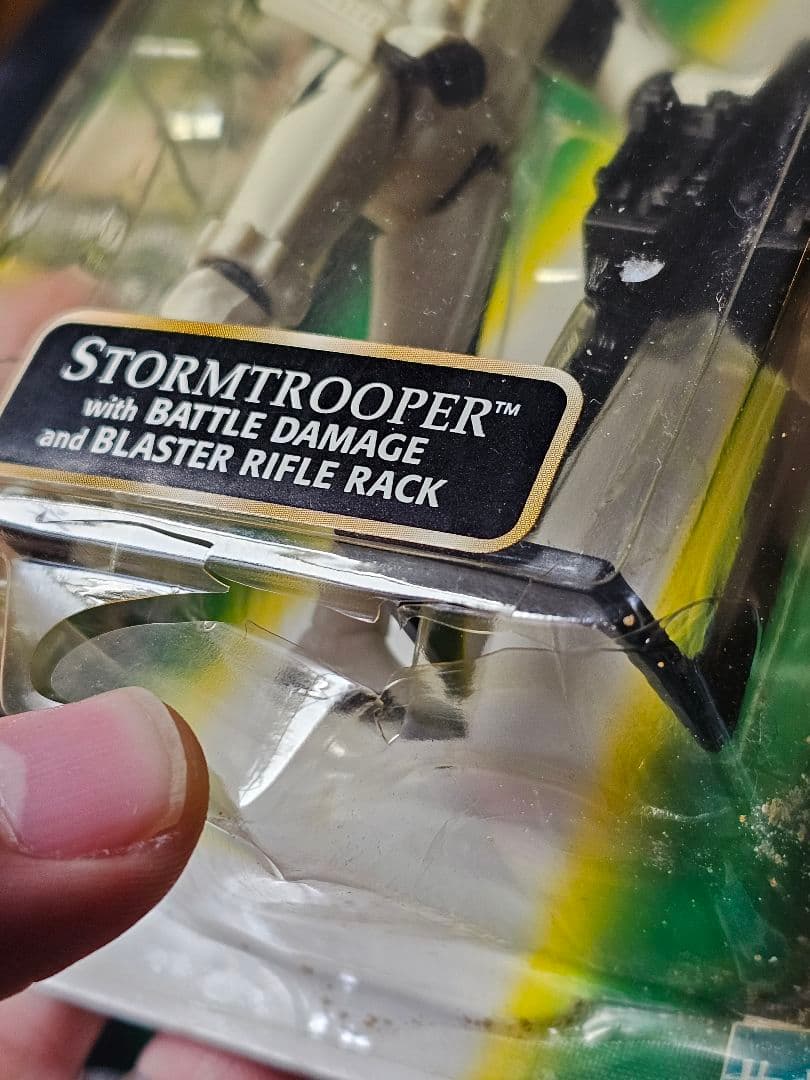 STORMTROOPER™
with BATTLE DAMAGE
and BLASTER RIFLE RACK